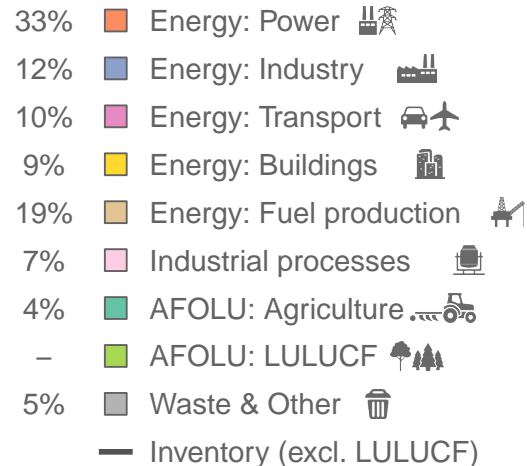 33% Energy: Power
12% Energy: Industry
10% Energy: Transport
9% Energy: Buildings
19% Energy: Fuel production
7% Industrial processes
4% AFOLU: Agriculture
– AFOLU: LULUCF
5% Waste & Other
Inventory (excl. LULUCF)